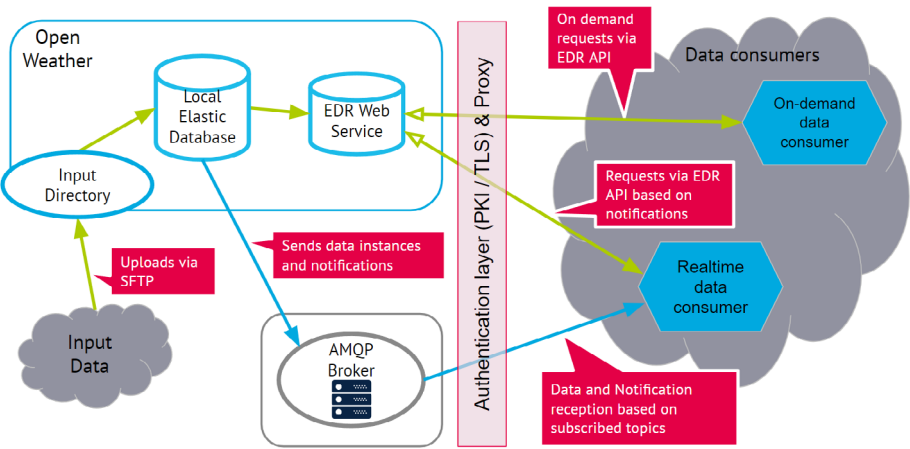 Open
Weather
Local
Elastic
Database
EDR Web
Service
Input
Directory
Uploads via
SFTP
Input
Data
Sends data instances
and notifications
AMQP
Broker
Authentication layer (PKI / TLS) & Proxy
On demand
requests via
EDR API
Data consumers
On-demand
data
consumer
Requests via EDR
API based on
notifications
Realtime
data
consumer
Data and Notification
reception based on
subscribed topics